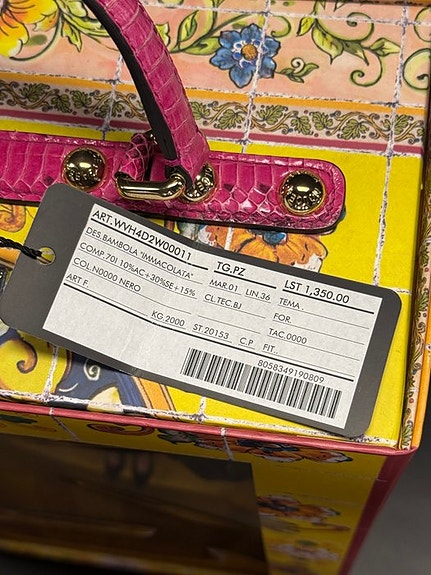 ART.WVH4D2W00011
TG.PZ
LST 1,350.00
DES.BAMBOLA "IMMACOLATA"
MAR.01 LIN.36
TEMA .
COMP.70I 10%AC+30%SE+15%
CL.TEC.BJ
FOR
COL.N0000 NERO
TAC.0000
ART F.
KG.2000 ST.20153 C.P FIT..
8058349190809